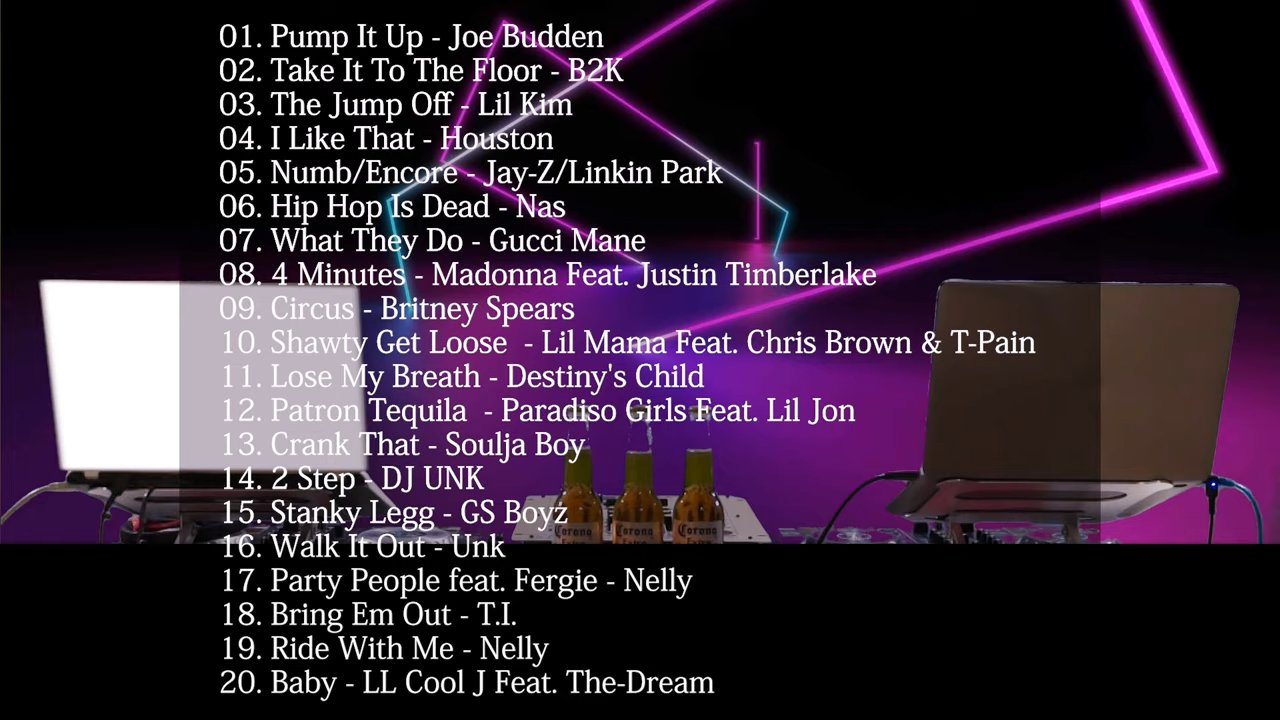 01. Pump It Up - Joe Budden
02. Take It To The Floor - B2K
03. The Jump Off - Lil Kim
04. I Like That - Houston
05. Numb/Encore - Jay-Z/Linkin Park
06. Hip Hop Is Dead - Nas
07. What They Do - Gucci Mane
08. 4 Minutes - Madonna Feat. Justin Timberlake
09. Circus - Britney Spears
10. Shawty Get Loose  - Lil Mama Feat. Chris Brown & T-Pain
11. Lose My Breath - Destiny's Child
12. Patron Tequila  - Paradiso Girls Feat. Lil Jon
13. Crank That - Soulja Boy
14. 2 Step - DJ UNK
15. Stanky Legg - GS Boyz
16. Walk It Out - Unk
17. Party People feat. Fergie - Nelly
18. Bring Em Out - T.I.
19. Ride With Me - Nelly
20. Baby - LL Cool J Feat. The-Dream
Corona Corona Corona